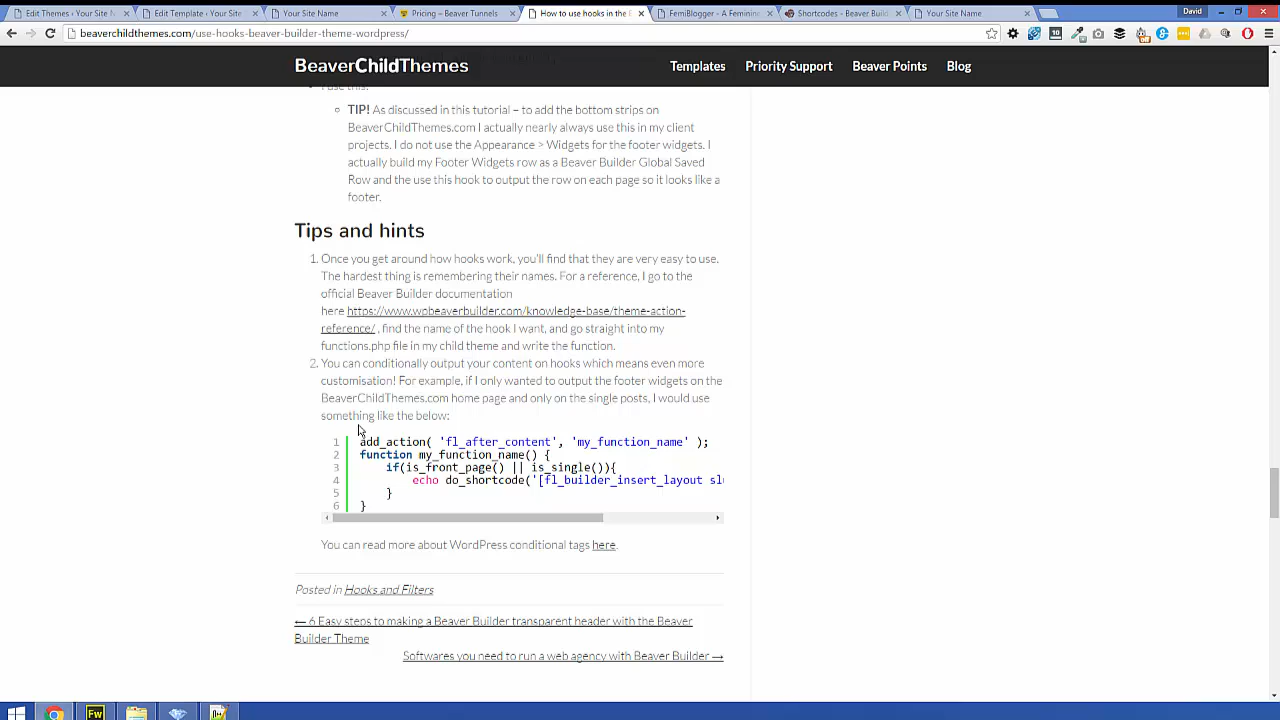 Edit Themes ‹ Your Site N
Edit Template ‹ Your Site
Your Site Name
Pricing – Beaver Tunnels
How to use hooks in the B
FemiBlogger - A Feminine
Shortcodes - Beaver Buil
Your Site Name
David
beaverchildthemes.com/use-hooks-beaver-builder-theme-wordpress/
BeaverChildThemes
Templates
Priority Support
Beaver Points
Blog
I use this:
TIP! As discussed in this tutorial – to add the bottom strips on
BeaverChildThemes.com I actually nearly always use this in my client
projects. I do not use the Appearance > Widgets for the footer widgets. I
actually build my Footer Widgets row as a Beaver Builder Global Saved
Row and the use this hook to output the row on each page so it looks like a
footer.
Tips and hints
1. Once you get around how hooks work, you'll find that they are very easy to use.
The hardest thing is remembering their names. For a reference, I go to the
official Beaver Builder documentation
here https://www.wpbeaverbuilder.com/knowledge-base/theme-action-
reference/ , find the name of the hook I want, and go straight into my
functions.php file in my child theme and write the function.
2. You can conditionally output your content on hooks which means even more
customisation! For example, if I only wanted to output the footer widgets on the
BeaverChildThemes.com home page and only on the single posts, I would use
something like the below:
1 add_action( 'fl_after_content', 'my_function_name' );
2 function my_function_name() {
3 if(is_front_page() || is_single()){
4 echo do_shortcode('[fl_builder_insert_layout slu
5 }
6 }
You can read more about WordPress conditional tags here.
Posted in Hooks and Filters
← 6 Easy steps to making a Beaver Builder transparent header with the Beaver
Builder Theme
Softwares you need to run a web agency with Beaver Builder →
Fw